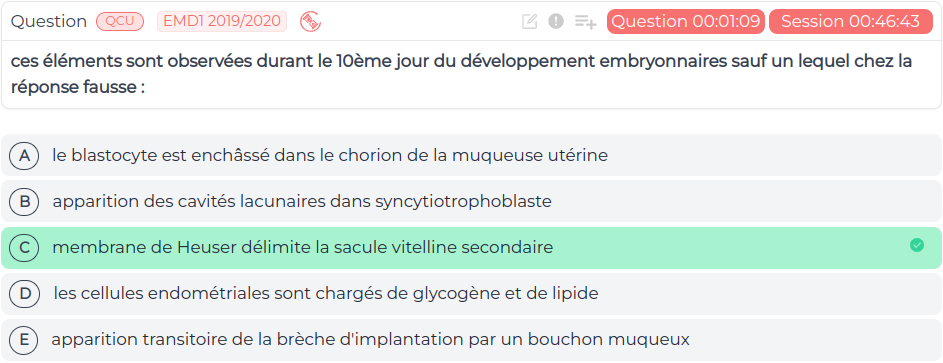 Question QCU EMD1 2019/2020 Question 00:01:09 Session 00:46:43
ces éléments sont observées durant le 10ème jour du développement embryonnaires sauf un lequel chez la
réponse fausse :
A le blastocyte est enchâssé dans le chorion de la muqueuse utérine
B apparition des cavités lacunaires dans syncytiotrophoblaste
C membrane de Heuser délimite la sacule vitelline secondaire
D les cellules endométriales sont chargés de glycogène et de lipide
E apparition transitoire de la brèche d'implantation par un bouchon muqueux